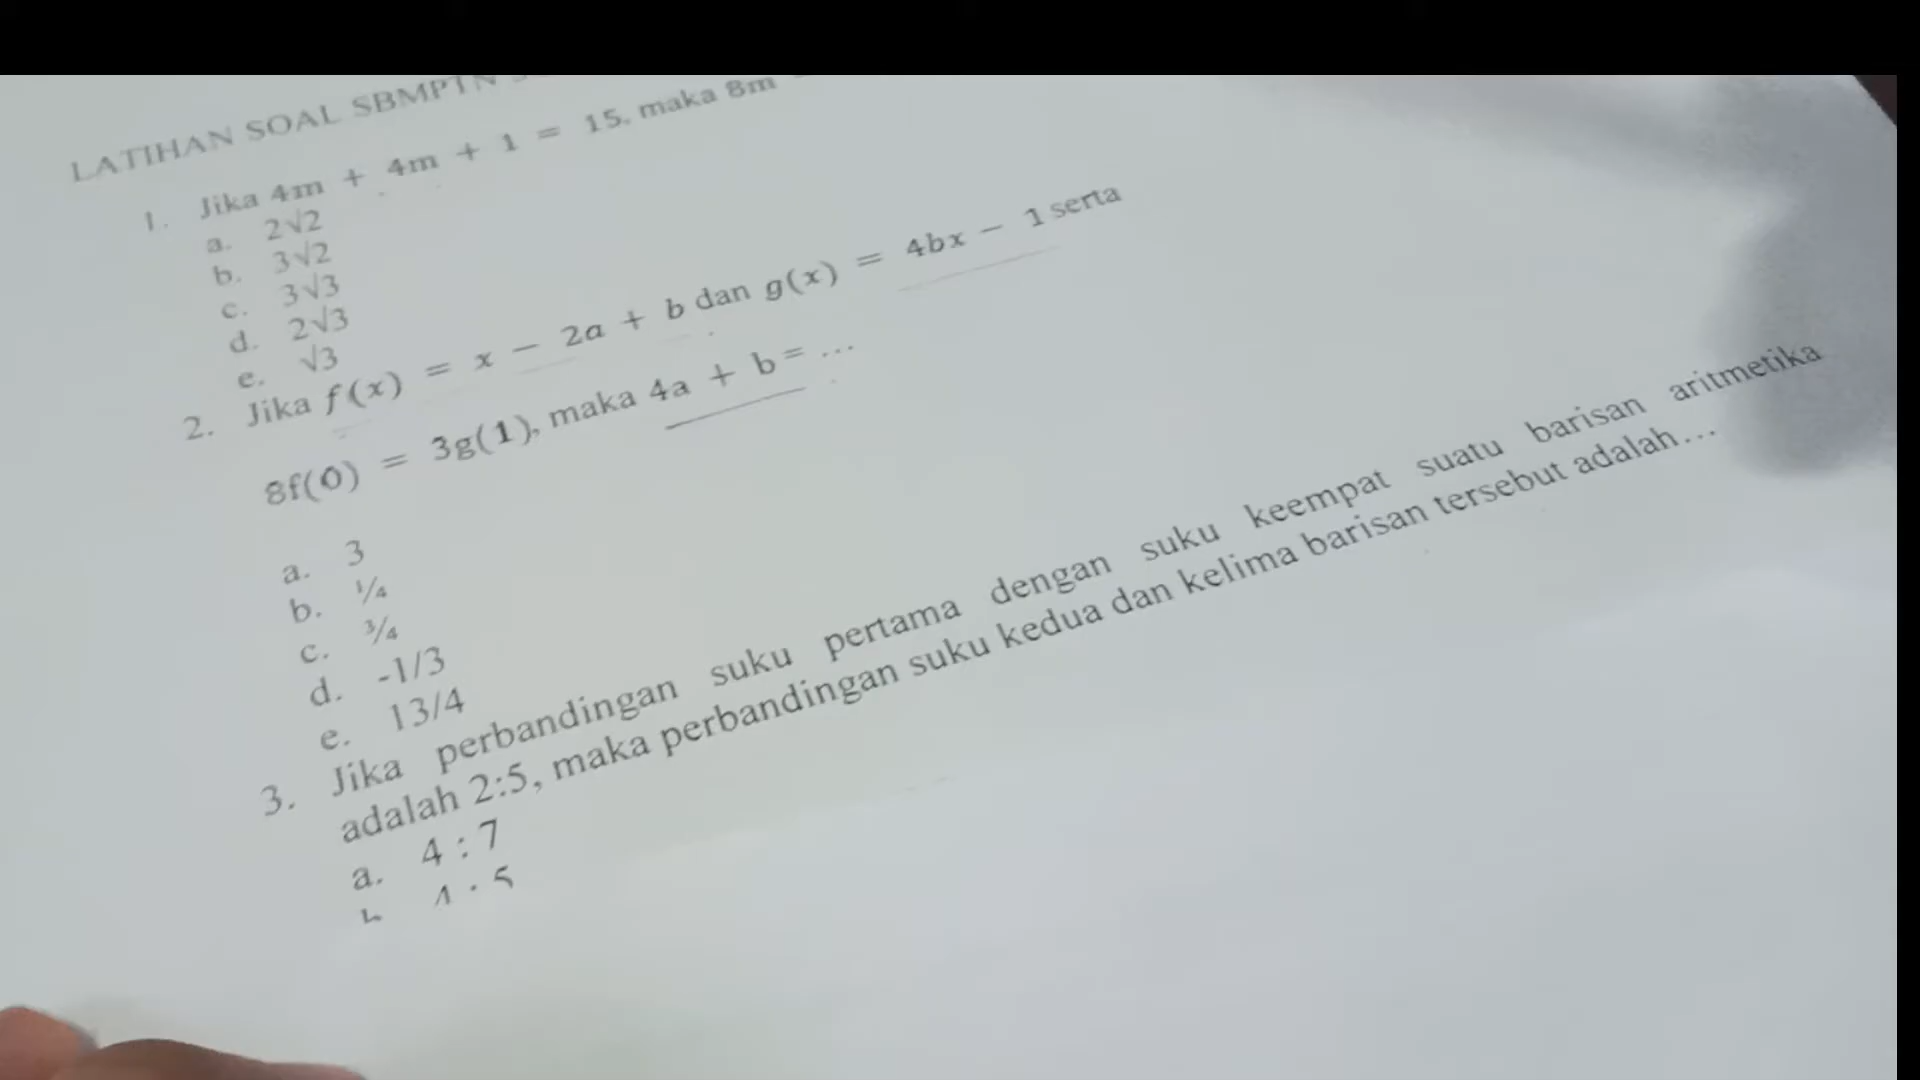 LATIHAN SOAL SBMPTN
1. Jika 4m + 4m + 1 = 15, maka 8m
a. 2√2
b. 3√2
c. 3√3
d. 2√3
e. √3
2. Jika f(x) = x − 2a + b dan g(x) = 4bx − 1 serta
8f(0) = 3g(1), maka 4a + b = ...
a. 3
b. ¼
c. ¾
d. -1/3
e. 13/4
3. Jika perbandingan suku pertama dengan suku keempat suatu barisan aritmetika
adalah 2:5, maka perbandingan suku kedua dan kelima barisan tersebut adalah...
a. 4 : 7